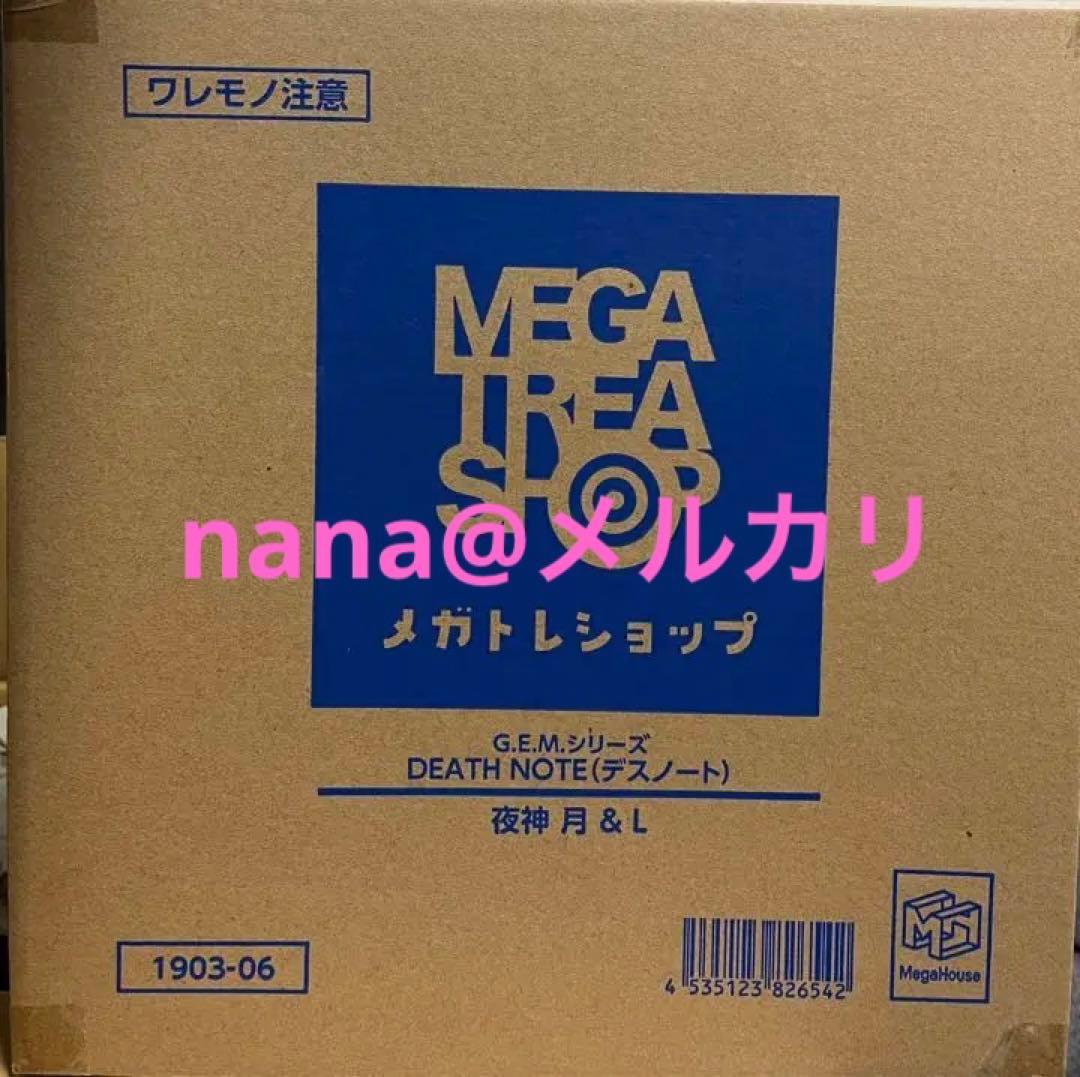 ワレモノ注意
MEGA
TREA
SHOP
nana@メルカリ
メガトレショップ
G.E.M.シリーズ
DEATH NOTE(デスノート)
夜神 月 & L
1903-06
4 535123 826542
MH
MegaHouse